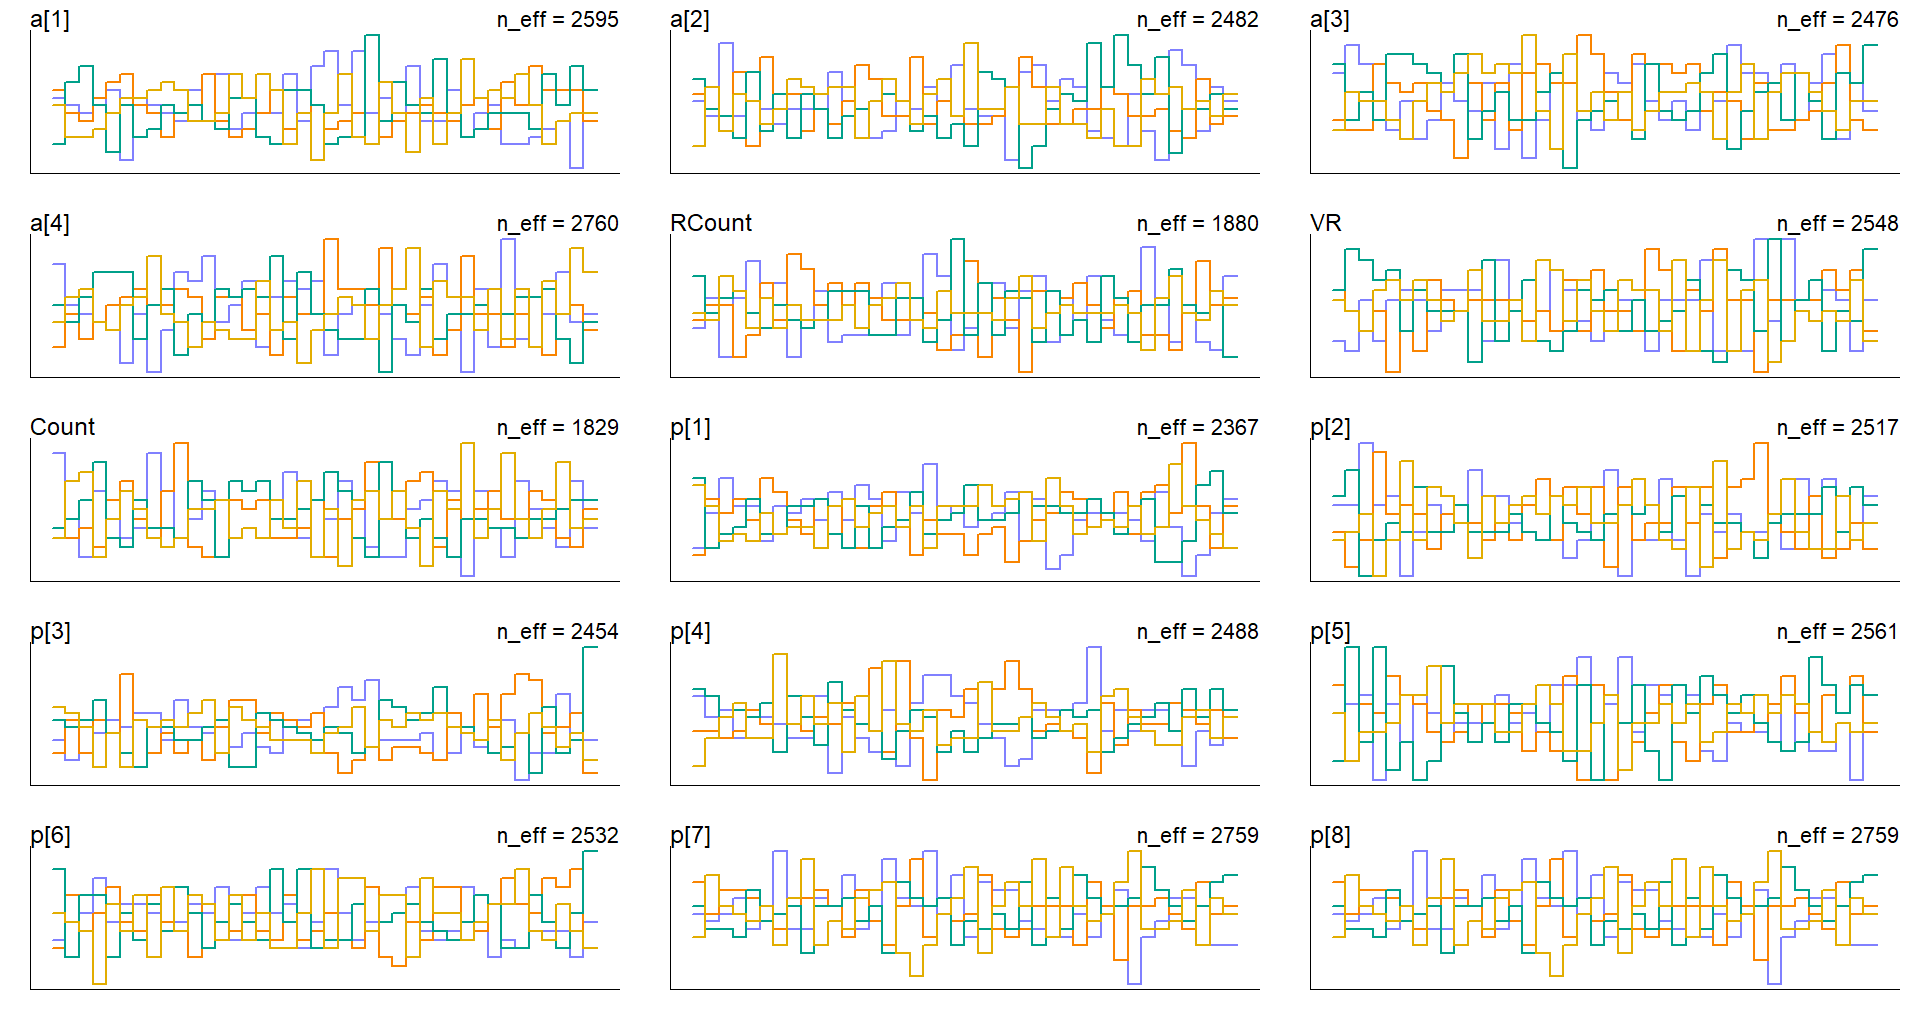 a[1] n_eff = 2595 a[2] n_eff = 2482 a[3] n_eff = 2476
a[4] n_eff = 2760 RCount n_eff = 1880 VR n_eff = 2548
Count n_eff = 1829 p[1] n_eff = 2367 p[2] n_eff = 2517
p[3] n_eff = 2454 p[4] n_eff = 2488 p[5] n_eff = 2561
p[6] n_eff = 2532 p[7] n_eff = 2759 p[8] n_eff = 2759